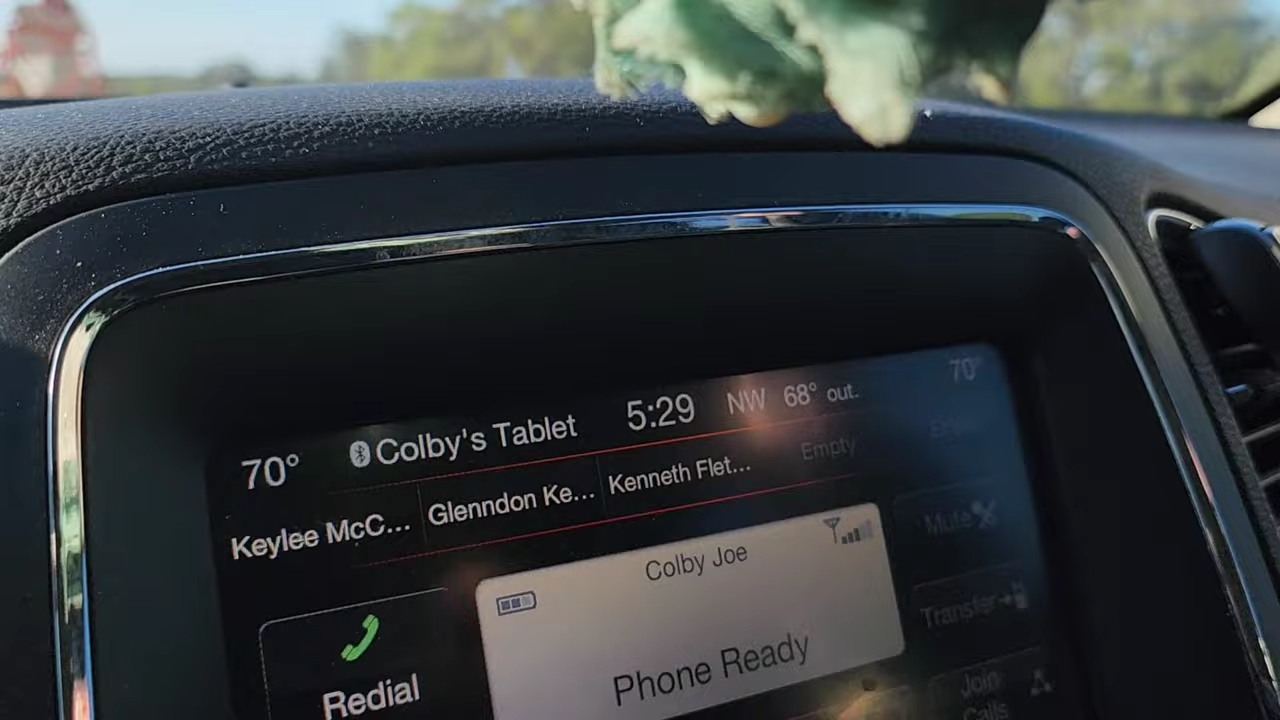 70° Colby's Tablet 5:29 NW 68° out. 70°
Keylee McC... Glenndon Ke... Kenneth Flet... Empty
Colby Joe
Mute
Phone Ready
Transfer
Redial
Join
Calls